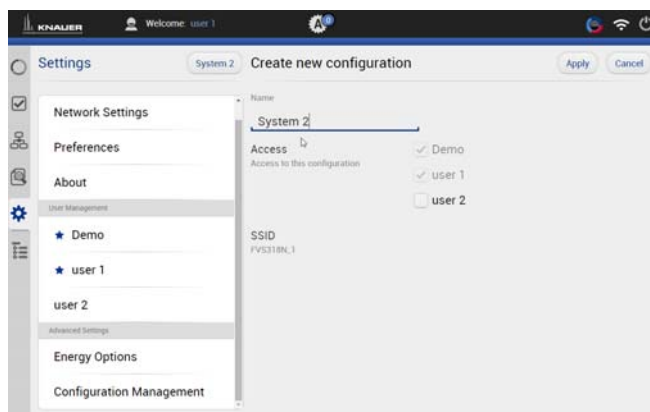 KNAUER
Welcome: user 1
A
Settings
System 2
Create new configuration
Apply
Cancel
Network Settings
Preferences
About
User Management
Demo
user 1
user 2
Advanced Settings
Energy Options
Configuration Management
Name
System 2
Access
Access to this configuration
Demo
user 1
user 2
SSID
FVS318N_1